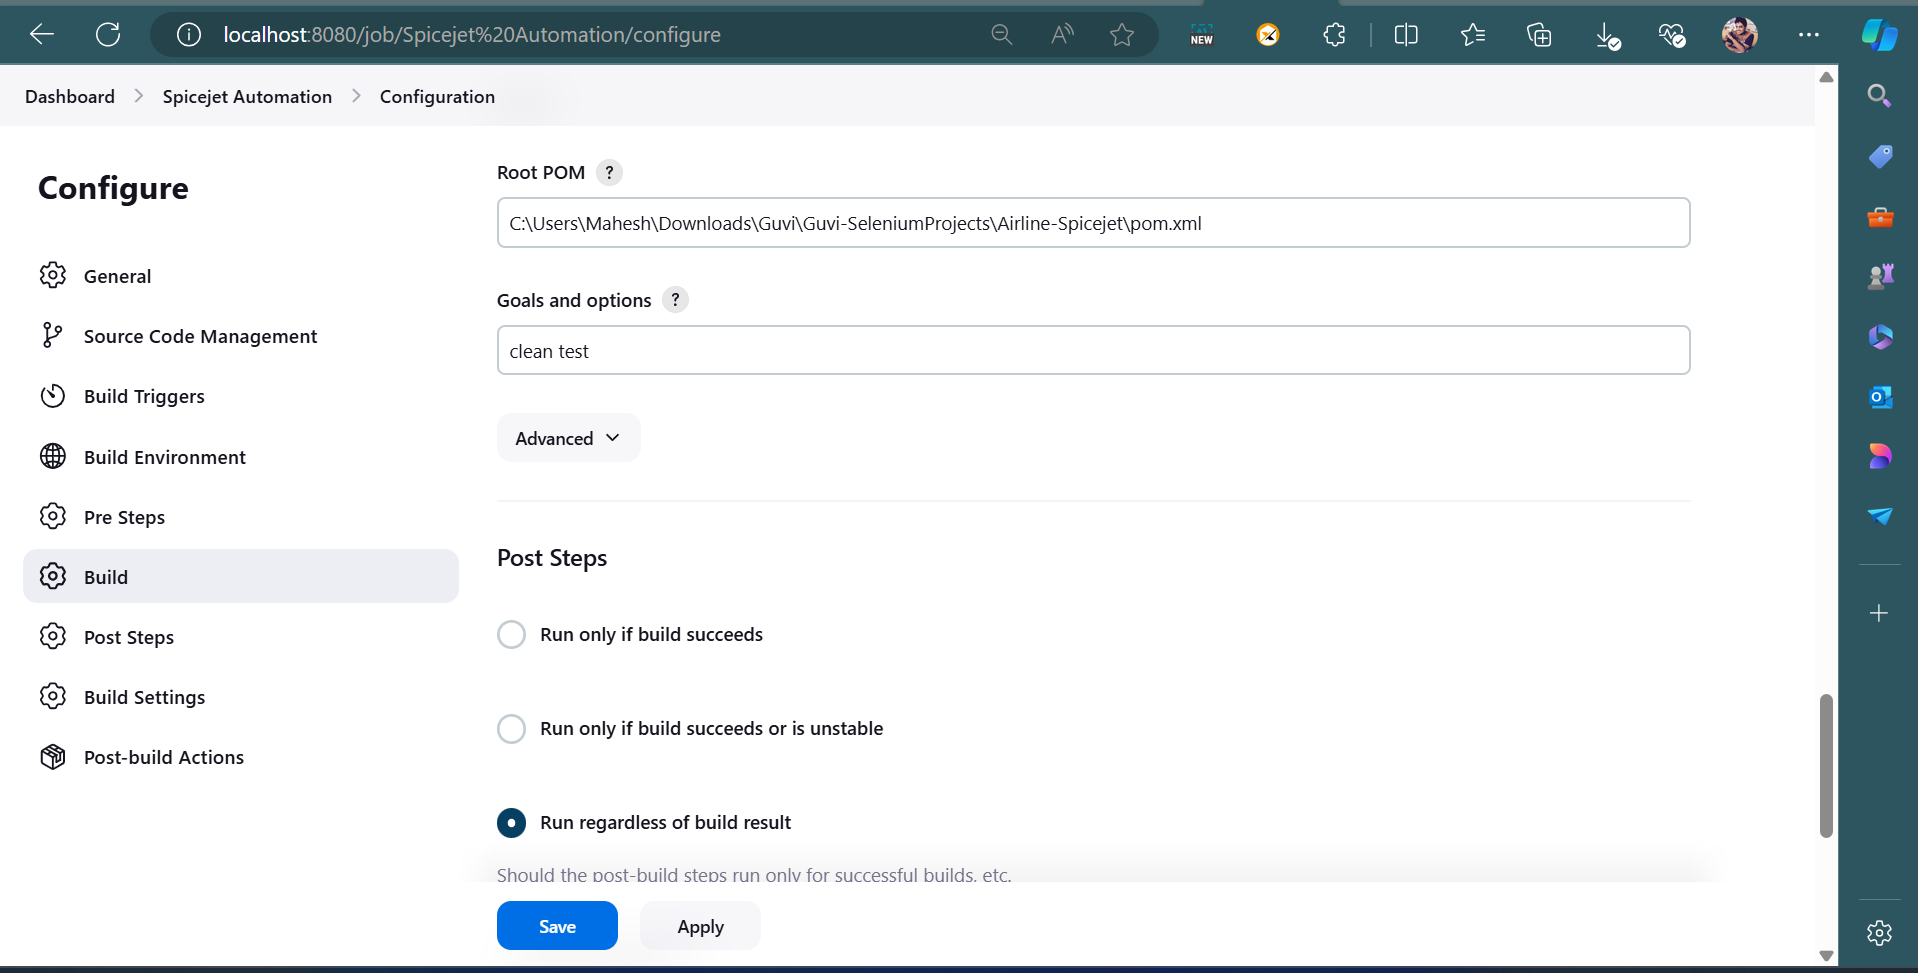 localhost:8080/job/Spicejet%20Automation/configure
NEW
Dashboard > Spicejet Automation > Configuration
Configure
General
Source Code Management
Build Triggers
Build Environment
Pre Steps
Build
Post Steps
Build Settings
Post-build Actions
Root POM ?
C:\Users\Mahesh\Downloads\Guvi\Guvi-SeleniumProjects\Airline-Spicejet\pom.xml
Goals and options ?
clean test
Advanced
Post Steps
Run only if build succeeds
Run only if build succeeds or is unstable
Run regardless of build result
Should the post-build steps run only for successful builds, etc.
Save
Apply